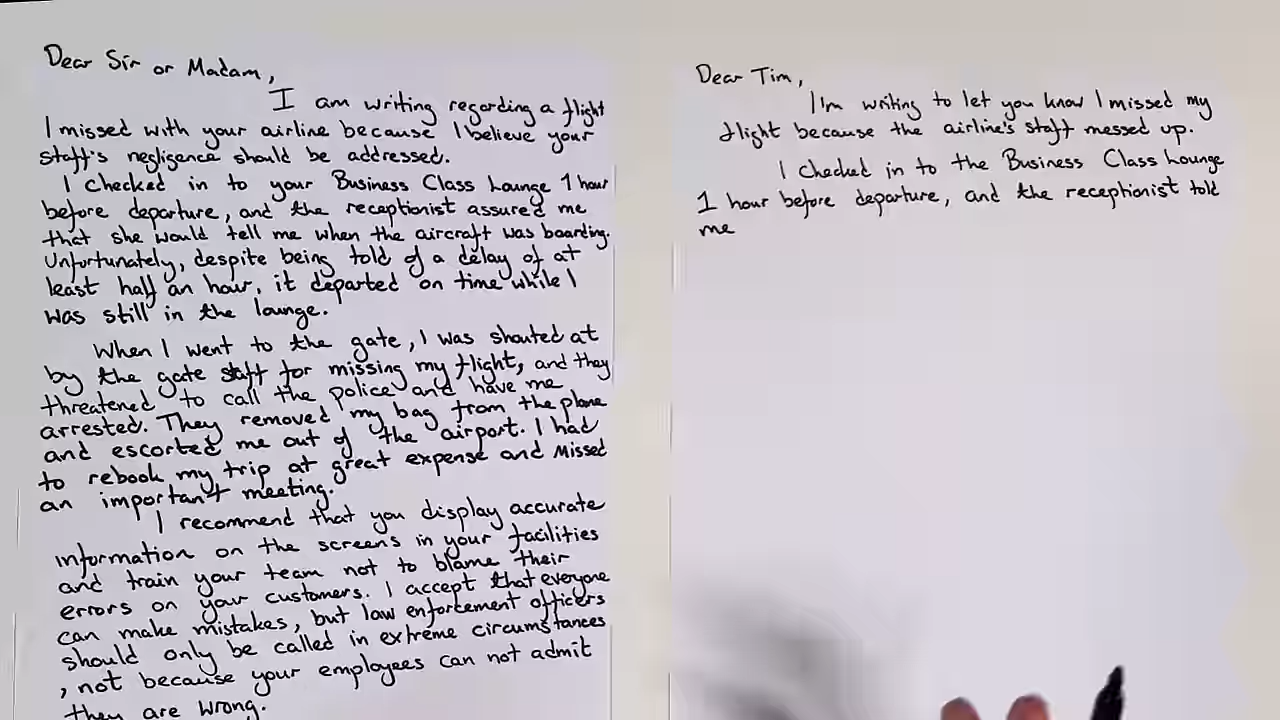 Dear Sir or Madam,
I am writing regarding a flight
I missed with your airline because I believe your
staff's negligence should be addressed.
I checked in to your Business Class Lounge 1 hour
before departure, and the receptionist assured me
that she would tell me when the aircraft was boarding.
Unfortunately, despite being told of a delay of at
least half an hour, it departed on time while I
was still in the lounge.
When I went to the gate, I was shouted at
by the gate staff for missing my flight, and they
threatened to call the police and have me
arrested. They removed my bag from the plane
and escorted me out of the airport. I had
to rebook my trip at great expense and missed
an important meeting.
I recommend that you display accurate
information on the screens in your facilities
and train your team not to blame their
errors on your customers. I accept that everyone
can make mistakes, but law enforcement officers
should only be called in extreme circumstances
, not because your employees can not admit
they are wrong.
Dear Tim,
I'm writing to let you know I missed my
flight because the airline's staff messed up.
I checked in to the Business Class Lounge
1 hour before departure, and the receptionist told
me